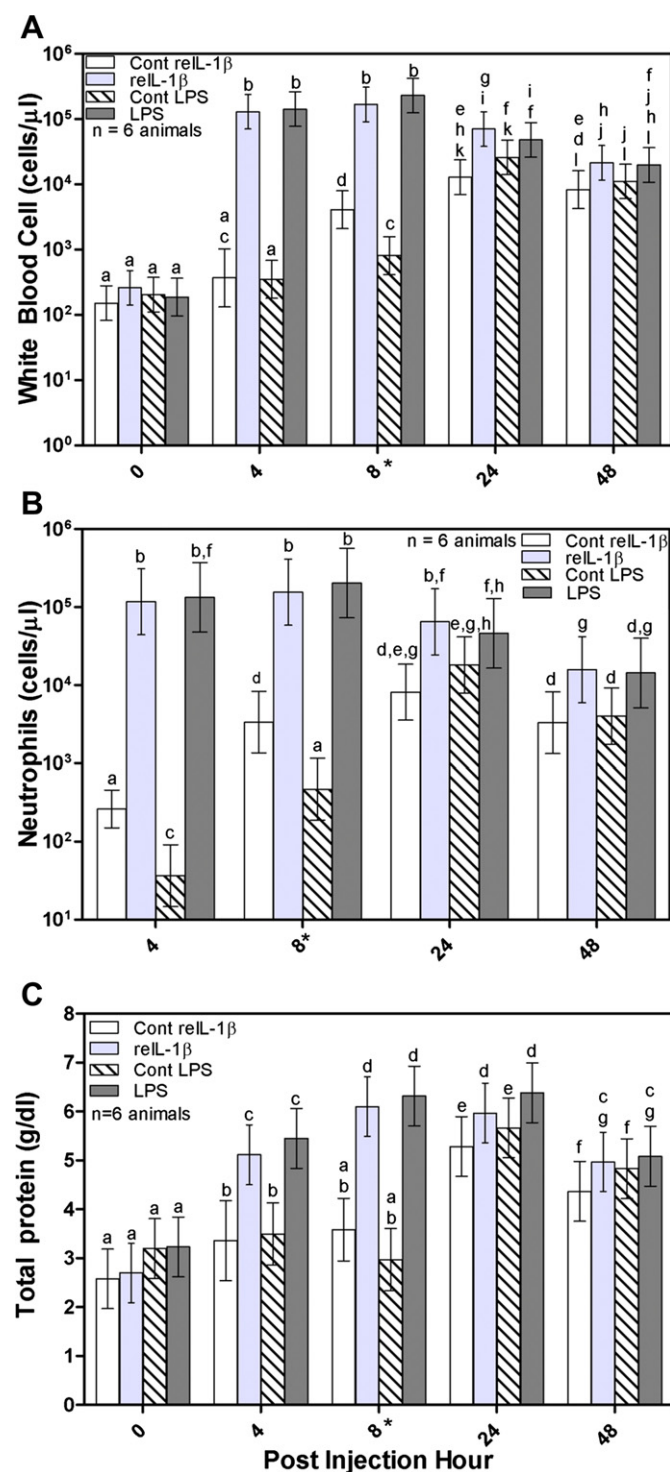 A
White Blood Cell (cells/µl)
10⁶
10⁵
10⁴
10³
10²
10¹
10⁰
Cont reIL-1β
reIL-1β
Cont LPS
LPS
n = 6 animals
a a a a
a
c
b
a
b
d
b
c
b
e
h
k
g
i
f
k
i
f
e
d
l
h
j
j
l
f
j
h
l
0 4 8 * 24 48
B
Neutrophils (cells/µl)
10⁶
10⁵
10⁴
10³
10²
10¹
n = 6 animals
Cont reIL-1β
reIL-1β
Cont LPS
LPS
a
b
c
b,f
d
b
a
b
d,e,g
b,f
e,g,h
f,h
d
g
d
d,g
4 8* 24 48
C
Total protein (g/dl)
8
7
6
5
4
3
2
1
0
Cont reIL-1β
reIL-1β
Cont LPS
LPS
n=6 animals
a a a a
b
c
b
c
a
b
d
a
b
d
e
d
e
d
f
c
g
f
c
g
0 4 8 * 24 48
Post Injection Hour